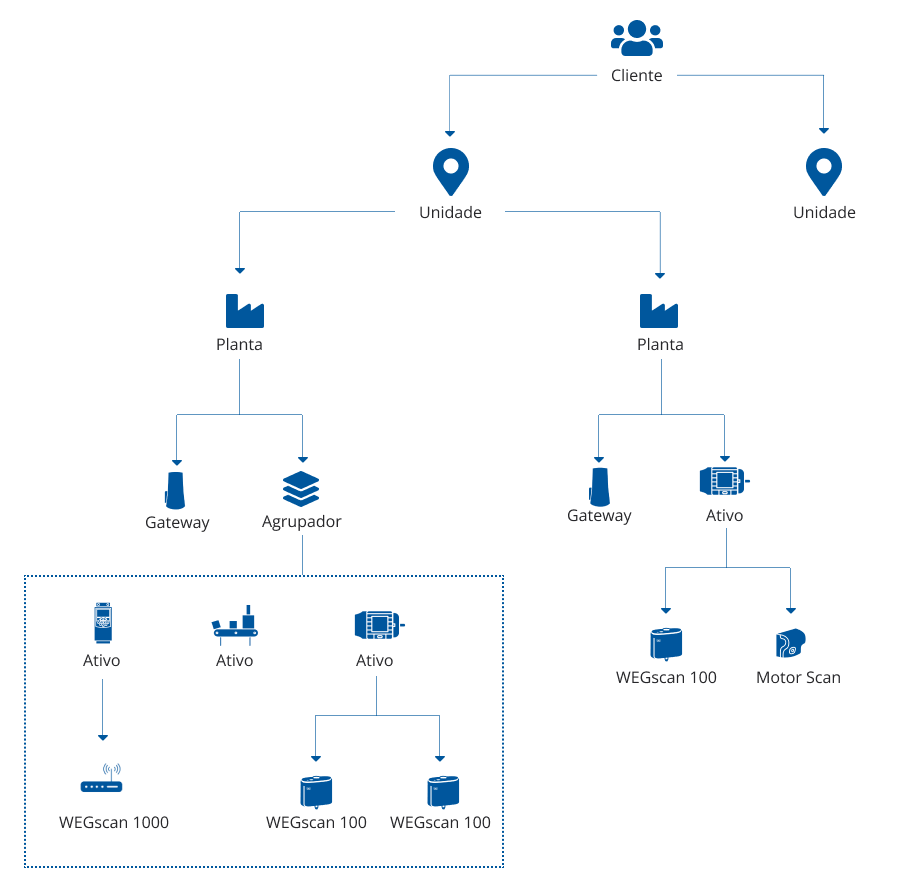 Cliente
Unidade
Unidade
Planta
Planta
Gateway
Agrupador
Gateway
Ativo
Ativo
Ativo
Ativo
WEGscan 100
Motor Scan
WEGscan 1000
WEGscan 100
WEGscan 100